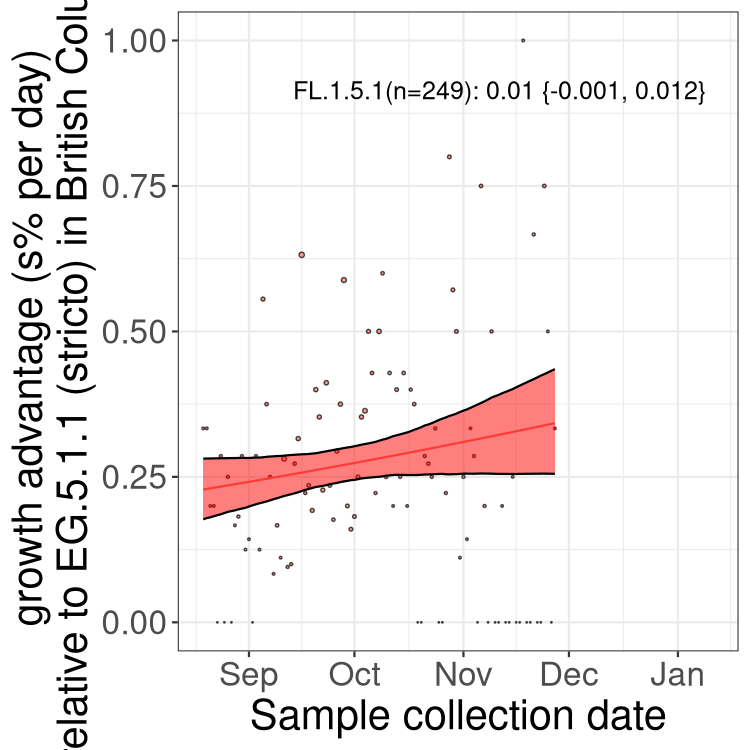 growth advantage (s% per day)
relative to EG.5.1.1 (stricto) in British
1.00
0.75
0.50
0.25
0.00
FL.1.5.1(n=249): 0.01 {-0.001, 0.012}
Sep Oct Nov Dec Jan
Sample collection date